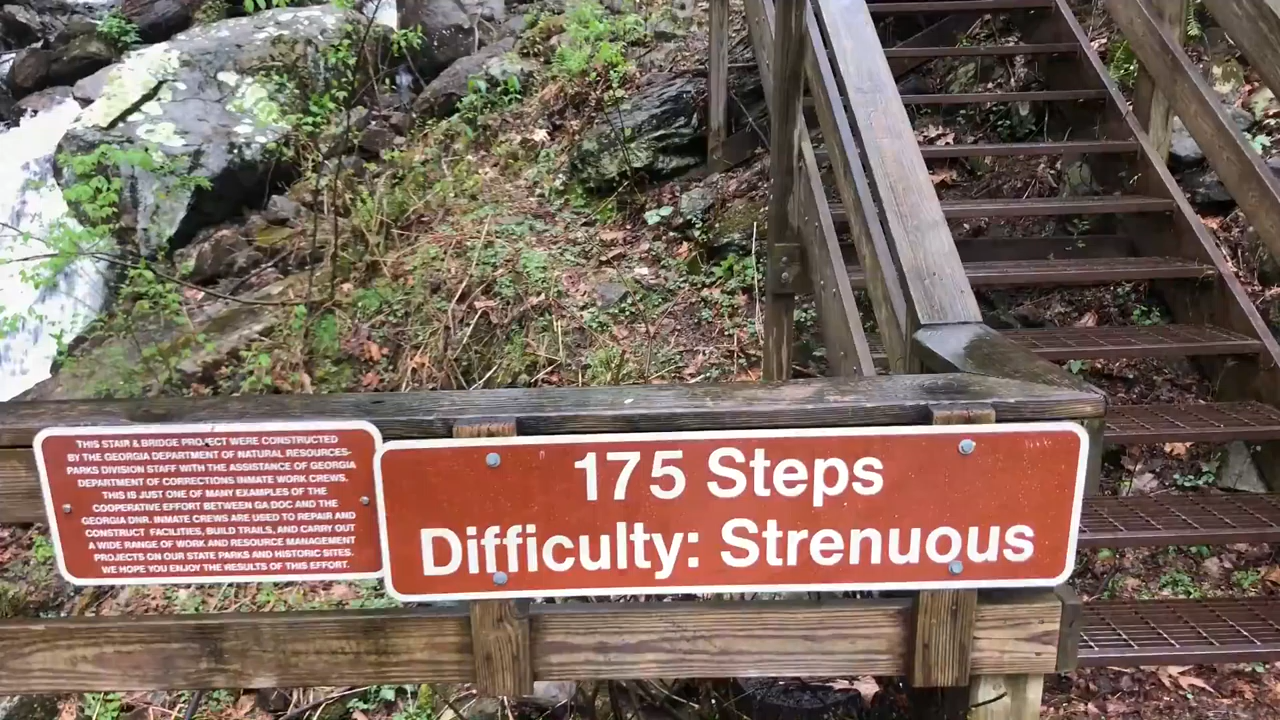 THIS STAIR & BRIDGE PROJECT WERE CONSTRUCTED
BY THE GEORGIA DEPARTMENT OF NATURAL RESOURCES-
PARKS DIVISION STAFF WITH THE ASSISTANCE OF GEORGIA
DEPARTMENT OF CORRECTIONS INMATE WORK CREWS.
THIS IS JUST ONE OF MANY EXAMPLES OF THE
COOPERATIVE EFFORT BETWEEN GA DOC AND THE
GEORGIA DNR. INMATE CREWS ARE USED TO REPAIR AND
CONSTRUCT FACILITIES, BUILD TRAILS, AND CARRY OUT
A WIDE RANGE OF WORK AND RESOURCE MANAGEMENT
PROJECTS ON OUR STATE PARKS AND HISTORIC SITES.
WE HOPE YOU ENJOY THE RESULTS OF THIS EFFORT.
175 Steps
Difficulty: Strenuous